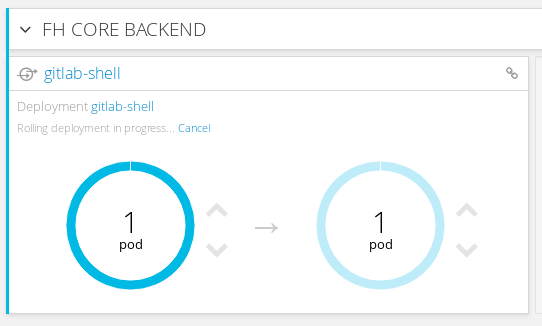 FH CORE BACKEND
gitlab-shell
Deployment gitlab-shell
Rolling deployment in progress... Cancel
1 1
pod pod